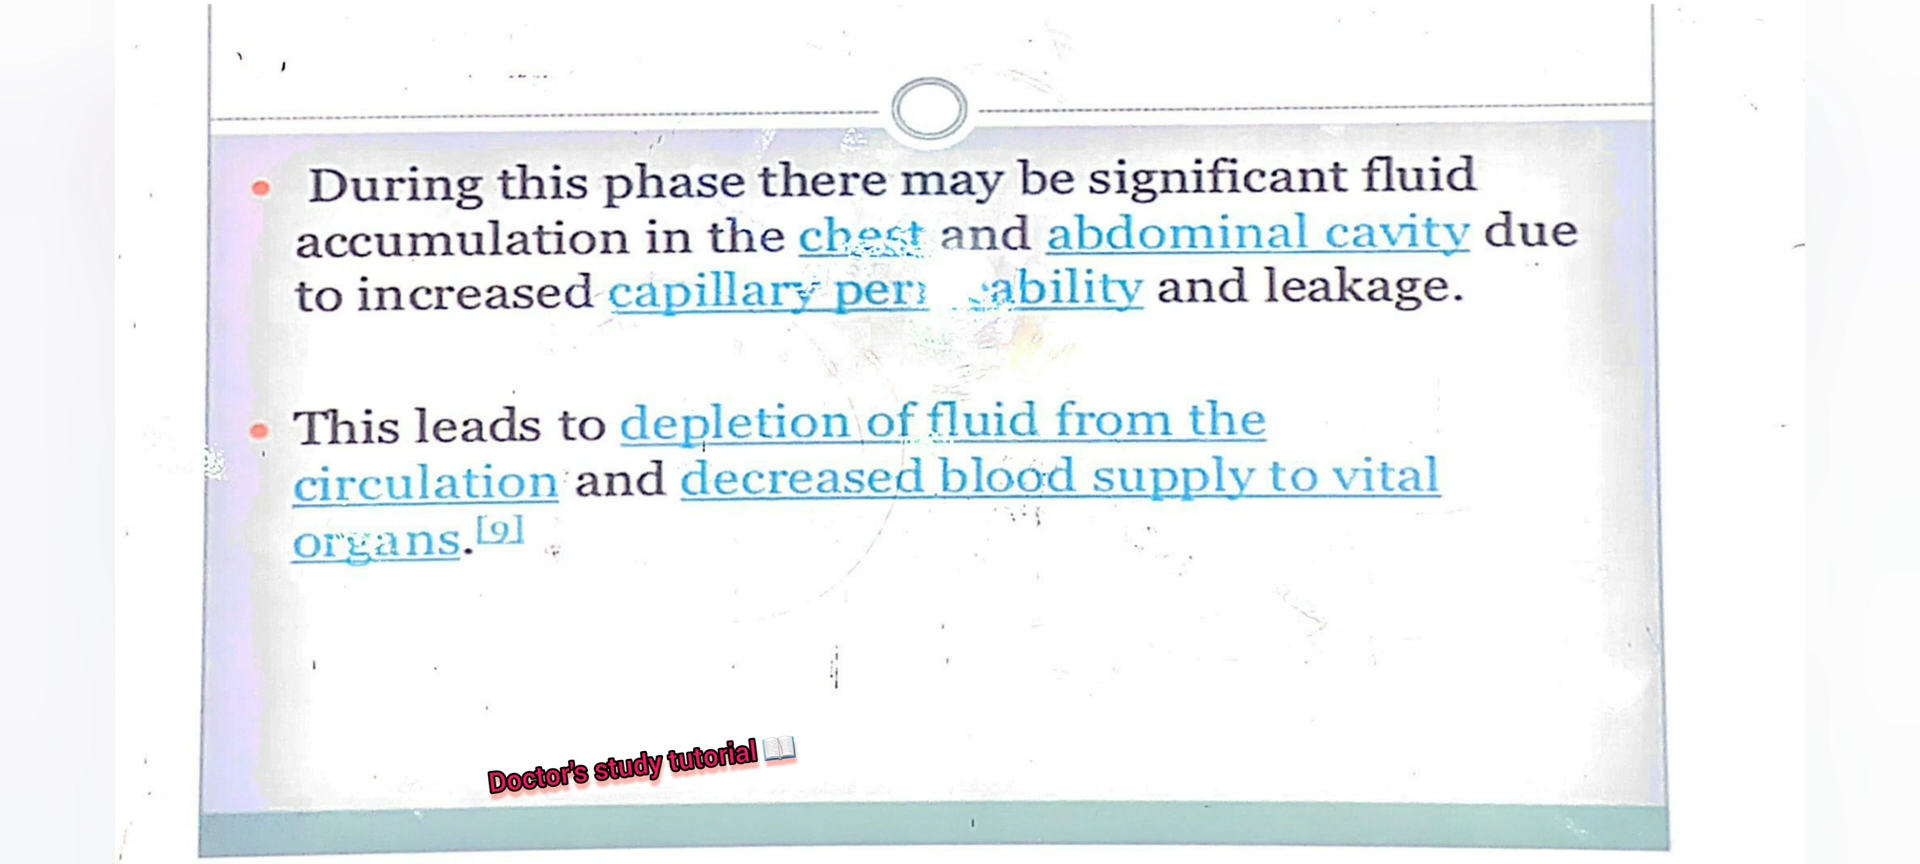 • During this phase there may be significant fluid
accumulation in the chest and abdominal cavity due
to increased capillary and leakage.
• This leads to depletion of fluid from the
circulation and decreased blood supply to vital
organs.[9]
Doctor's study tutorial 📖